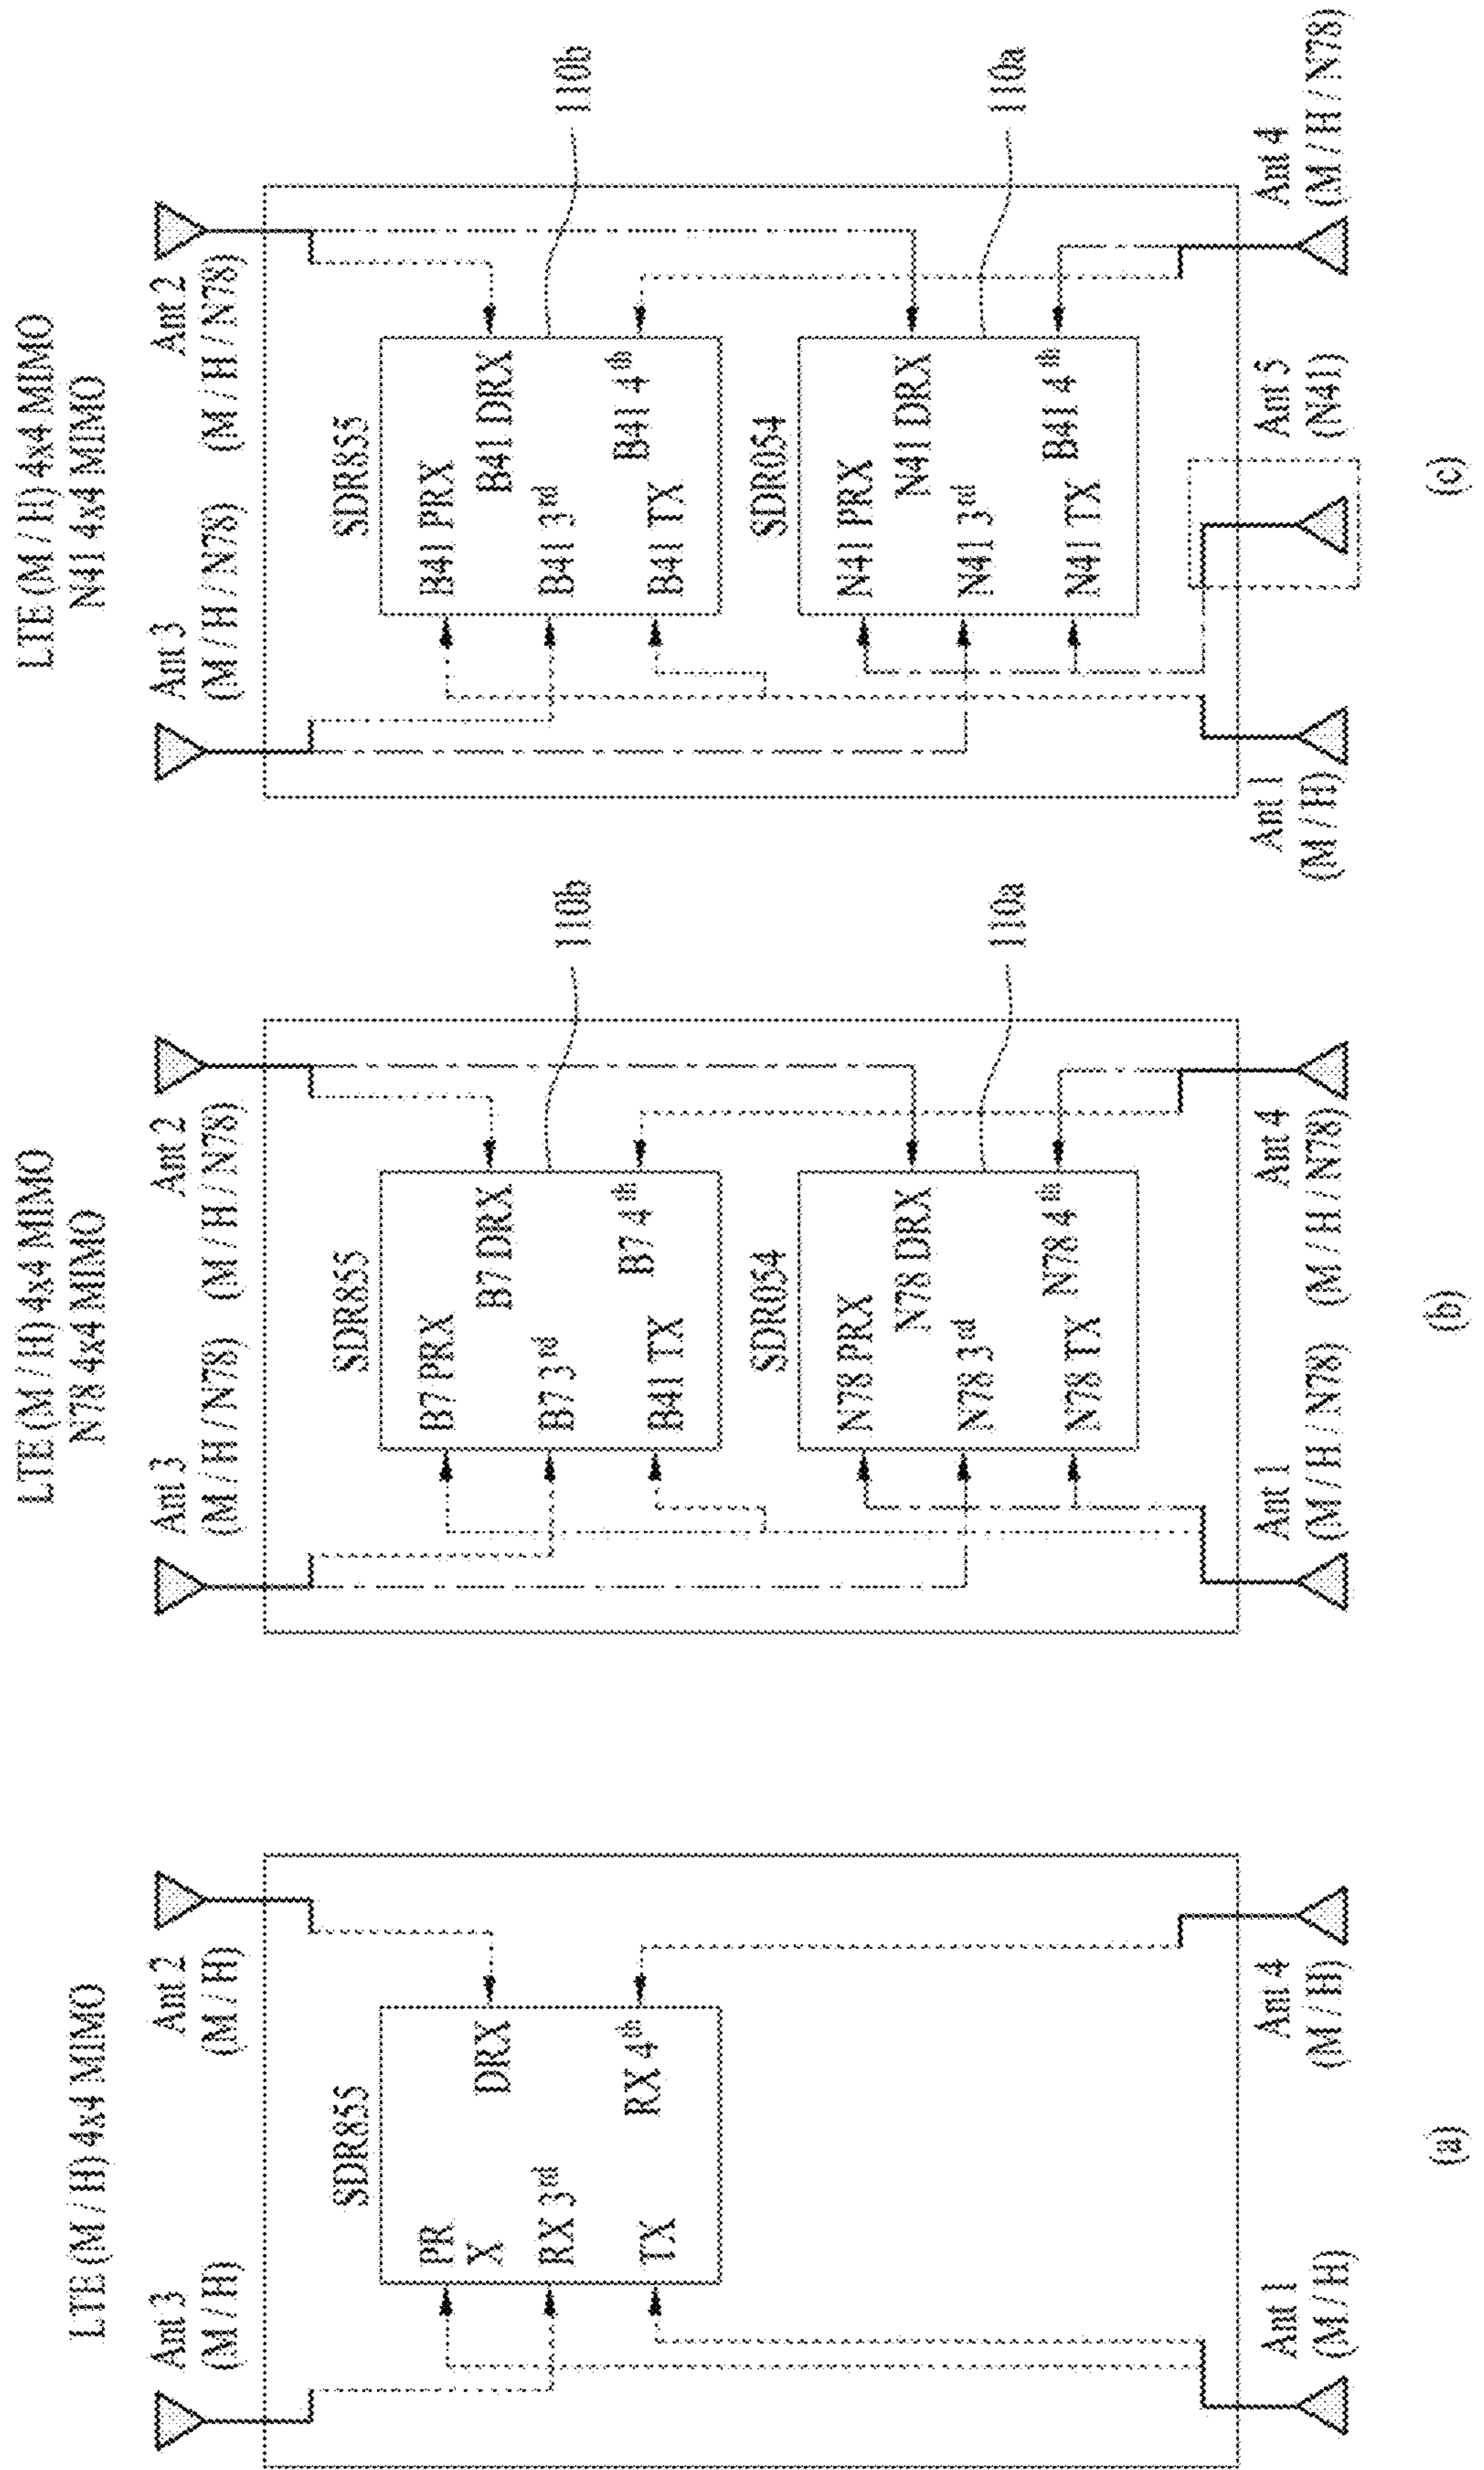 LTE (M / H) 4x4 MIMO
Ant 3
(M / H)
Ant 2
(M / H)
SDR855
PR
X
DRX
RX 3rd
RX 4th
TX
Ant 1
(M / H)
Ant 4
(M / H)
(a)
LTE (M / H) 4x4 MIMO
N78 4x4 MIMO
Ant 3
(M / H / N78)
Ant 2
(M / H / N78)
SDR855
B7 PRX
B7 DRX
B7 3rd
B7 4th
B41 TX
110b
SDR054
N78 PRX
N78 DRX
N78 3rd
N78 4th
N78 TX
110a
Ant 1
(M / H / N78)
Ant 4
(M / H / N78)
(b)
LTE (M / H) 4x4 MIMO
N41 4x4 MIMO
Ant 3
(M / H / N78)
Ant 2
(M / H / N78)
SDR855
B41 PRX
B41 DRX
B41 3rd
B41 4th
B41 TX
110b
SDR054
N41 PRX
N41 DRX
N41 3rd
B41 4th
N41 TX
110a
Ant 1
(M / H)
Ant 5
(N41)
Ant 4
(M / H / N78)
(c)